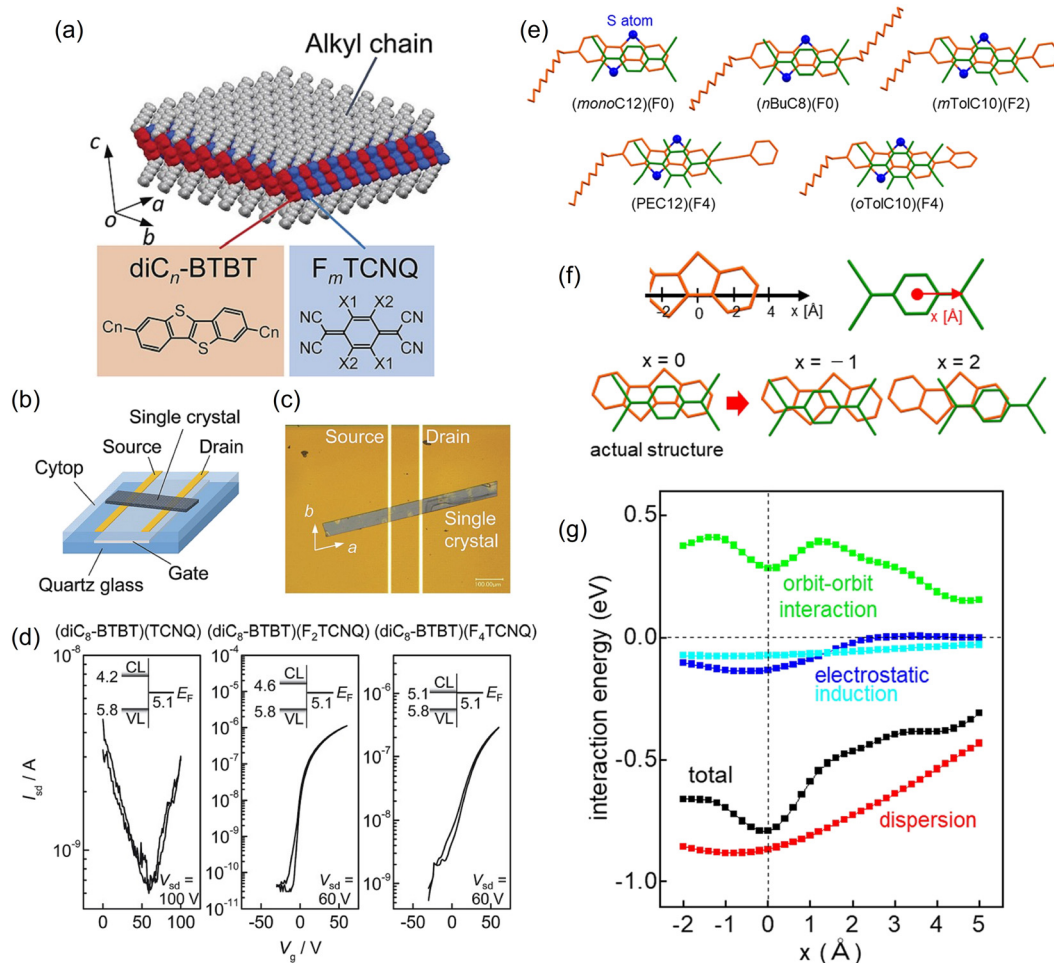 (a)
Alkyl chain
c
o
a
b
diCn-BTBT
FmTCNQ
Cn
S
S
Cn
X1 X2
NC CN
NC CN
X2 X1
(b)
Single crystal
Source
Drain
Cytop
Quartz glass
Gate
(c)
Source
Drain
b
a
Single
crystal
100.00μm
(d)
(diC8-BTBT)(TCNQ)
(diC8-BTBT)(F2TCNQ)
(diC8-BTBT)(F4TCNQ)
Isd / A
10-8
10-9
4.2
CL
EF
5.1
5.8
VL
Vsd =
100 V
0 50 100
10-4
10-5
10-6
10-7
10-8
10-9
10-10
10-11
CL
4.6
EF
5.1
5.8
VL
Vsd =
60 V
-50 0 50
10-6
10-7
10-8
10-9
CL
5.1
EF
5.1
5.8
VL
Vsd =
60 V
-50 0 50
Vg / V
(e)
S atom
(monoC12)(F0)
(nBuC8)(F0)
(mTolC10)(F2)
(PEC12)(F4)
(oTolC10)(F4)
(f)
-2 0 2 4
x [Å]
x [Å]
x = 0
x = −1
x = 2
actual structure
(g)
interaction energy (eV)
0.5
0.0
-0.5
-1.0
orbit-orbit
interaction
electrostatic
induction
total
dispersion
-2 -1 0 1 2 3 4 5
x (Å)